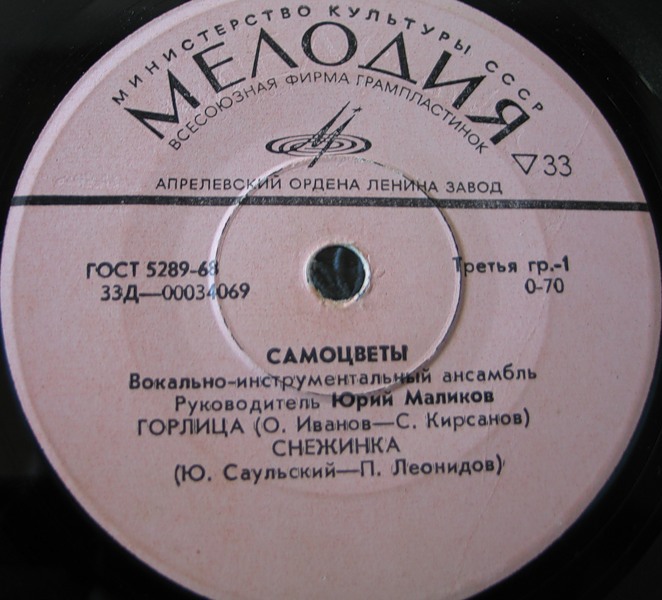 МИНИСТЕРСТВО КУЛЬТУРЫ СССР
МЕЛОДИЯ
ВСЕСОЮЗНАЯ ФИРМА ГРАМПЛАСТИНОК
▽33
АПРЕЛЕВСКИЙ ОРДЕНА ЛЕНИНА ЗАВОД
ГОСТ 5289-68 Третья гр.-1
33Д—00034069 0-70
САМОЦВЕТЫ
Вокально-инструментальный ансамбль
Руководитель Юрий Маликов
ГОРЛИЦА (О. Иванов—С. Кирсанов)
СНЕЖИНКА
(Ю. Саульский—П. Леонидов)